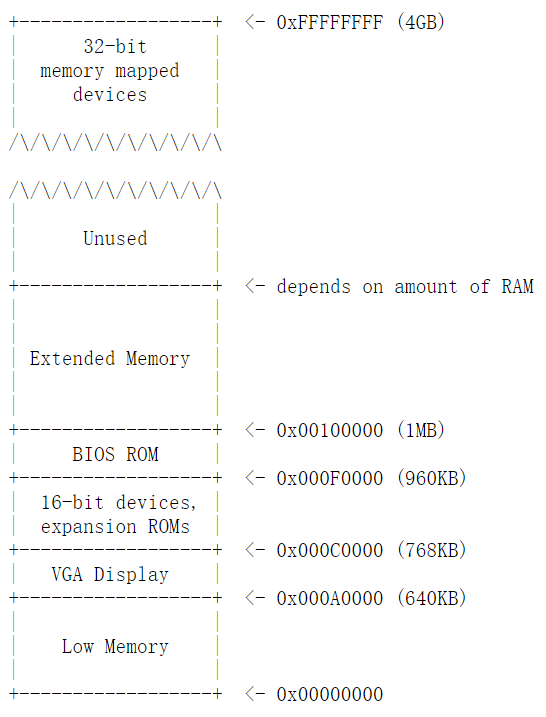 +------------------+  <- 0xFFFFFFFF (4GB)
|      32-bit      |
|  memory mapped   |
|     devices      |
|                  |
/\/\/\/\/\/\/\/\/\/\

/\/\/\/\/\/\/\/\/\/\
|                  |
|      Unused      |
|                  |
+------------------+  <- depends on amount of RAM
|                  |
|                  |
| Extended Memory  |
|                  |
|                  |
+------------------+  <- 0x00100000 (1MB)
|     BIOS ROM     |
+------------------+  <- 0x000F0000 (960KB)
|  16-bit devices, |
|  expansion ROMs  |
+------------------+  <- 0x000C0000 (768KB)
|   VGA Display    |
+------------------+  <- 0x000A0000 (640KB)
|                  |
|    Low Memory    |
|                  |
+------------------+  <- 0x00000000